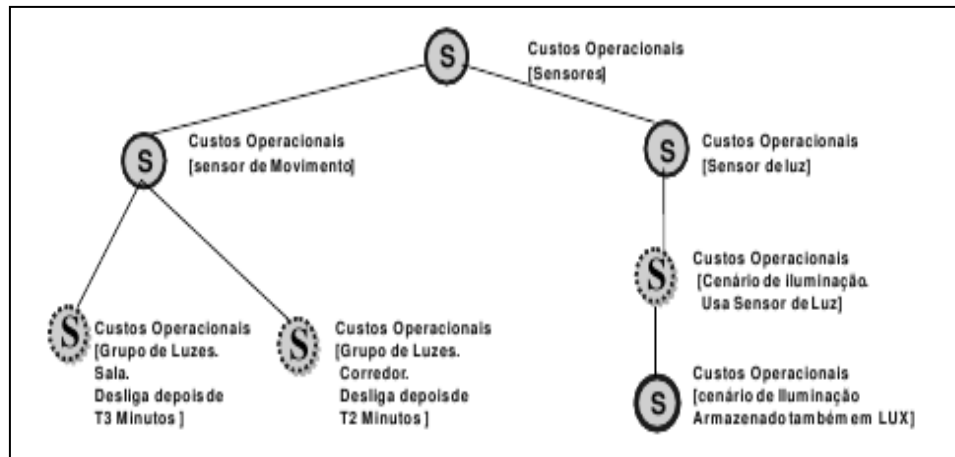 S
Custos Operacionais
[Sensores]
S
Custos Operacionais
[sensor de Movimento]
S
Custos Operacionais
[Sensor de luz]
S
Custos Operacionais
[Cenário de Iluminação.
Usa Sensor de Luz]
S
Custos Operacionais
[Grupo de Luzes.
Sala.
Desliga depois de
T3 Minutos ]
S
Custos Operacionais
[Grupo de Luzes.
Corredor.
Desliga depois de
T2 Minutos ]
S
Custos Operacionais
[cenário de Iluminação
Armazenado também em LUX]